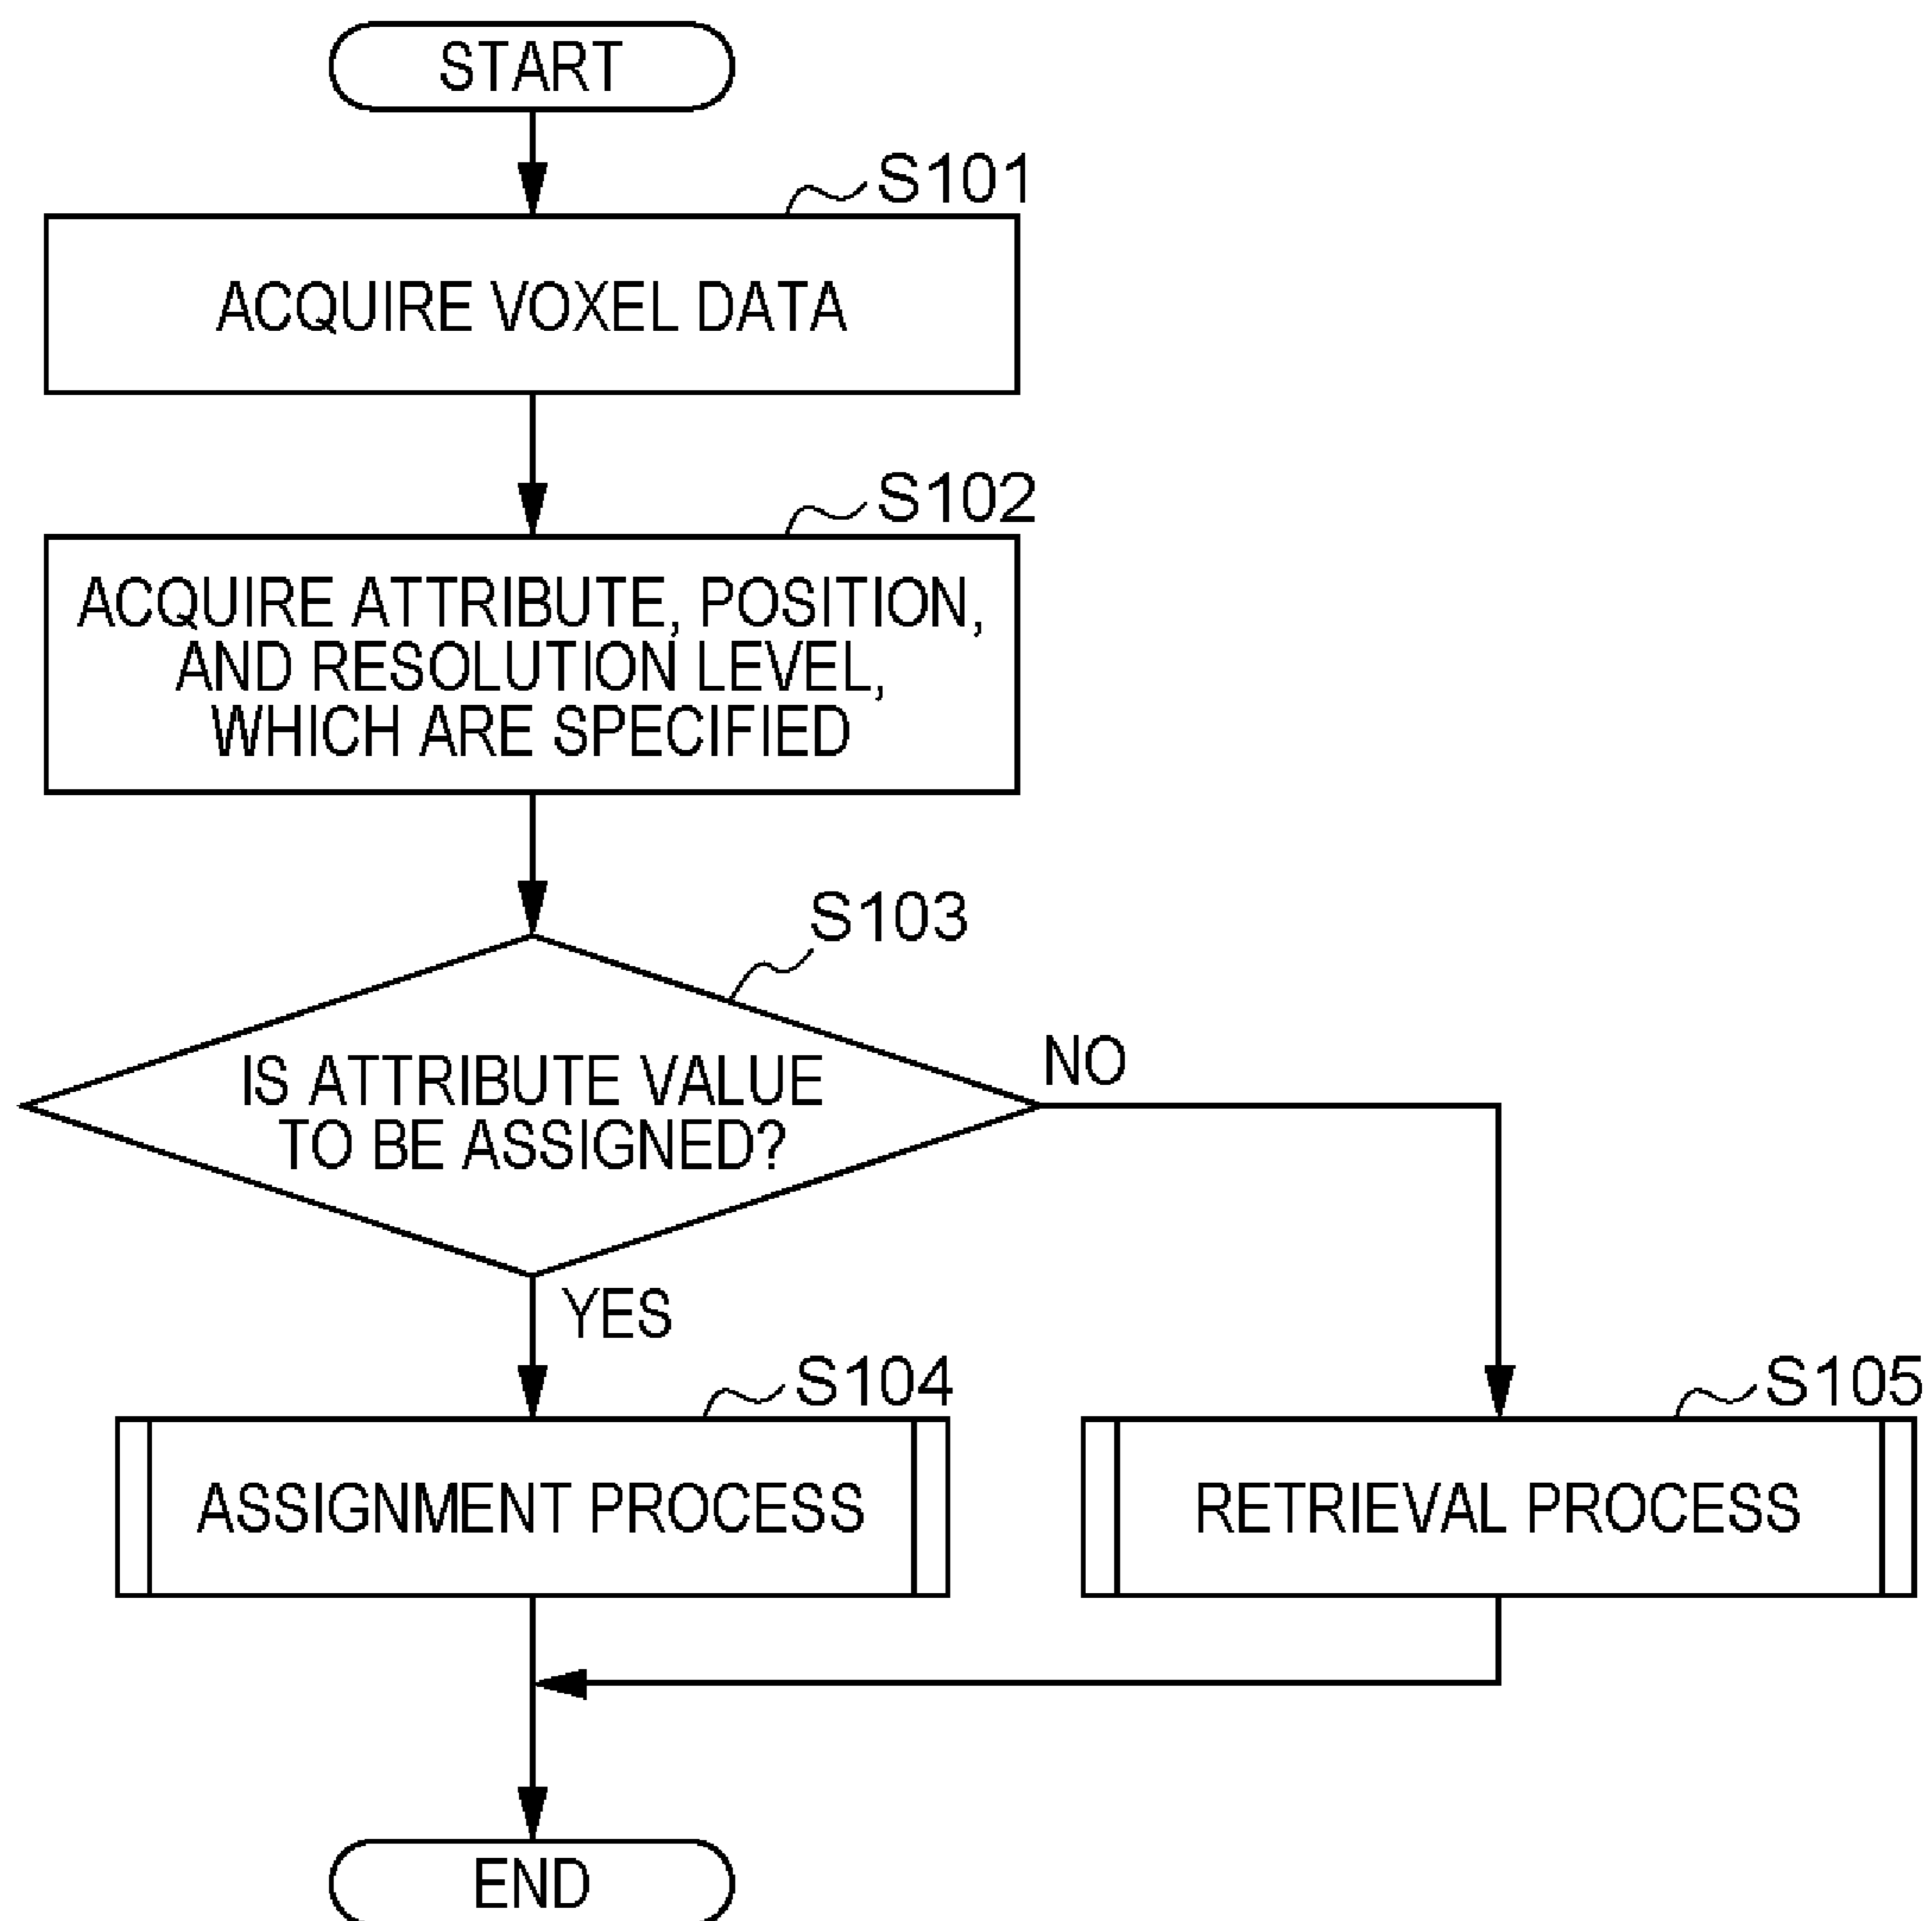 START
S101
ACQUIRE VOXEL DATA
S102
ACQUIRE ATTRIBUTE, POSITION,
AND RESOLUTION LEVEL,
WHICH ARE SPECIFIED
S103
IS ATTRIBUTE VALUE
TO BE ASSIGNED?
NO
YES
S104
ASSIGNMENT PROCESS
S105
RETRIEVAL PROCESS
END